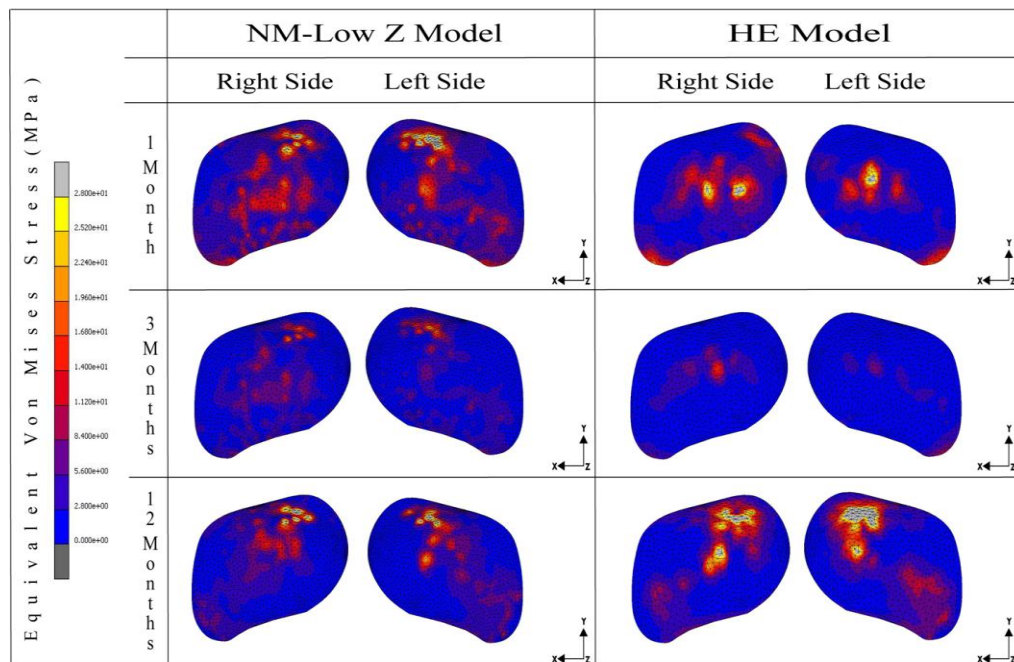 NM-Low Z Model
HE Model
Right Side
Left Side
Right Side
Left Side
Equivalent Von Mises Stress (MPa)
2.800e+01
2.520e+01
2.240e+01
1.960e+01
1.680e+01
1.400e+01
1.120e+01
8.400e+00
5.600e+00
2.800e+00
0.000e+00
1 Month
Y
X
Z
Y
X
Z
3 Months
Y
X
Z
Y
X
Z
12 Months
Y
X
Z
Y
X
Z